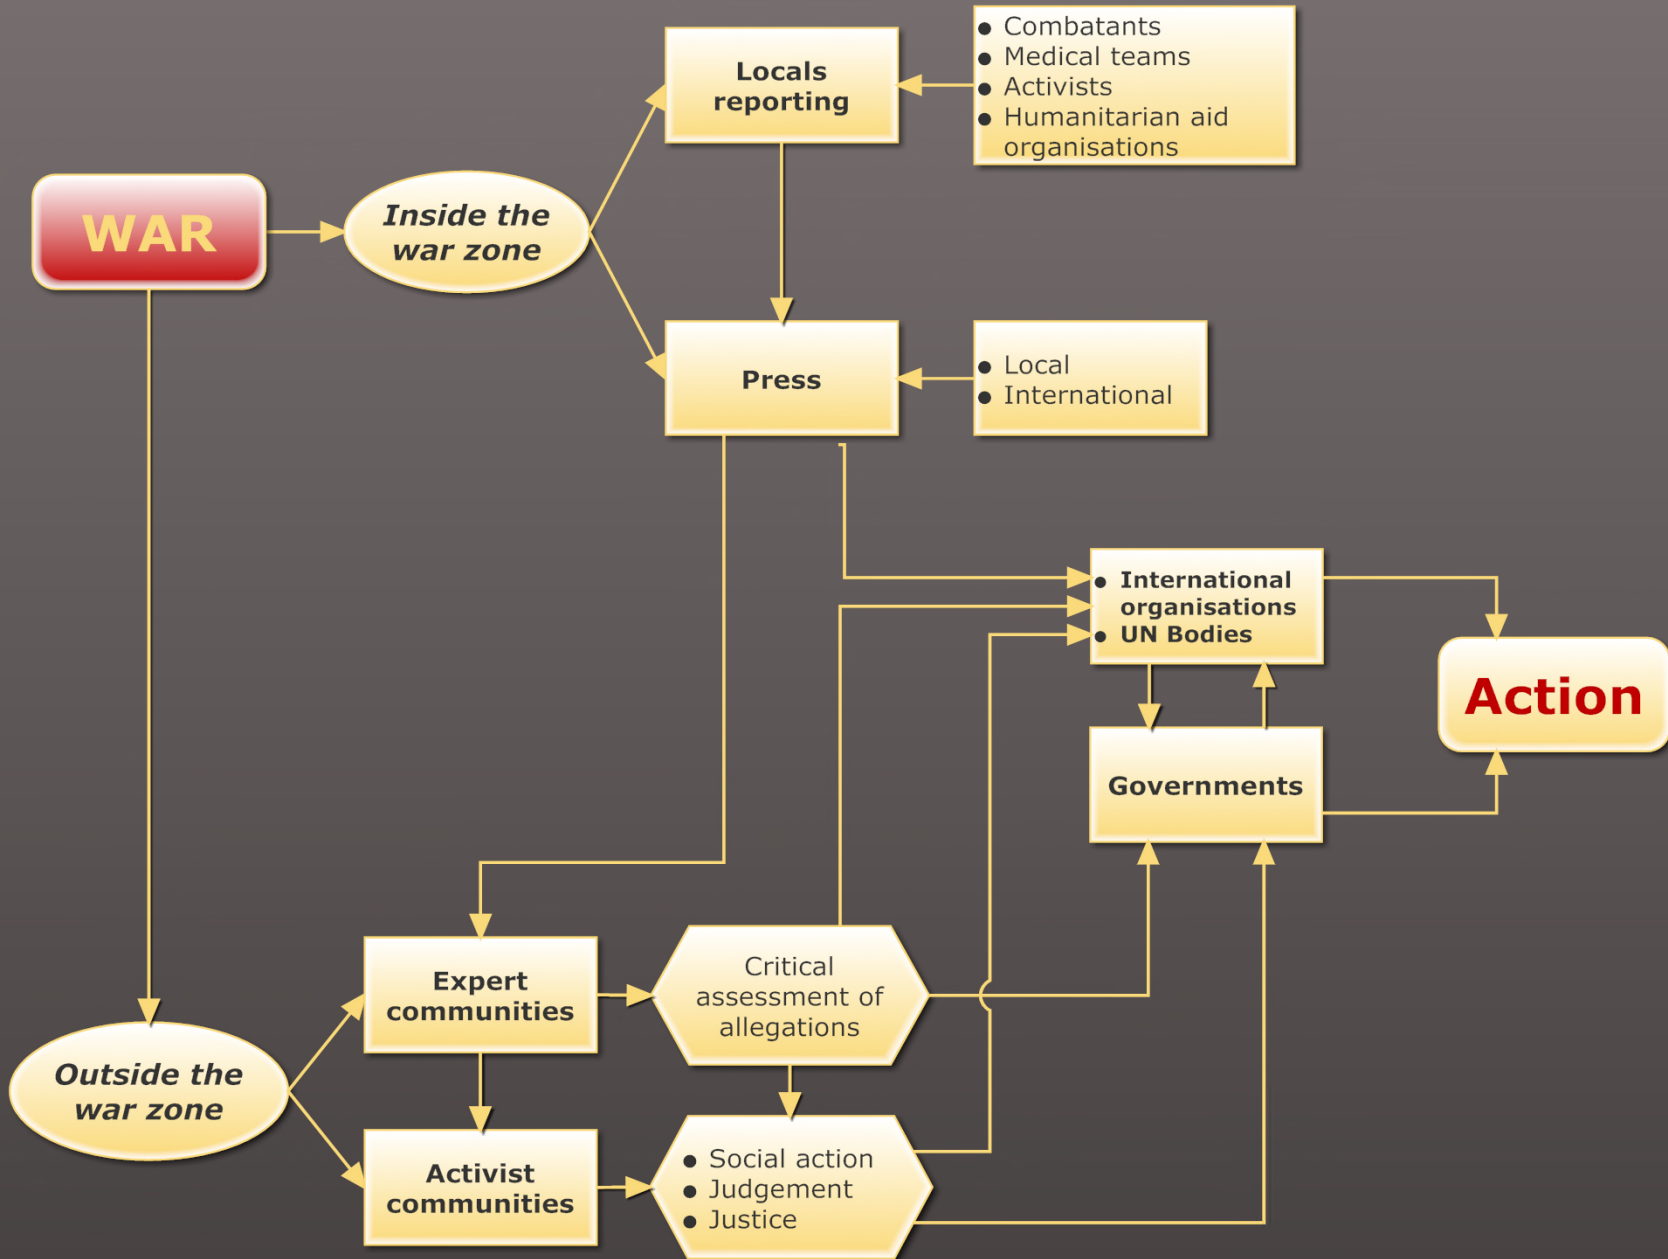 Locals
reporting
• Combatants
• Medical teams
• Activists
• Humanitarian aid
organisations
WAR
Inside the
war zone
Press
• Local
• International
• International
organisations
• UN Bodies
Action
Governments
Expert
communities
Critical
assessment of
allegations
Outside the
war zone
Activist
communities
• Social action
• Judgement
• Justice